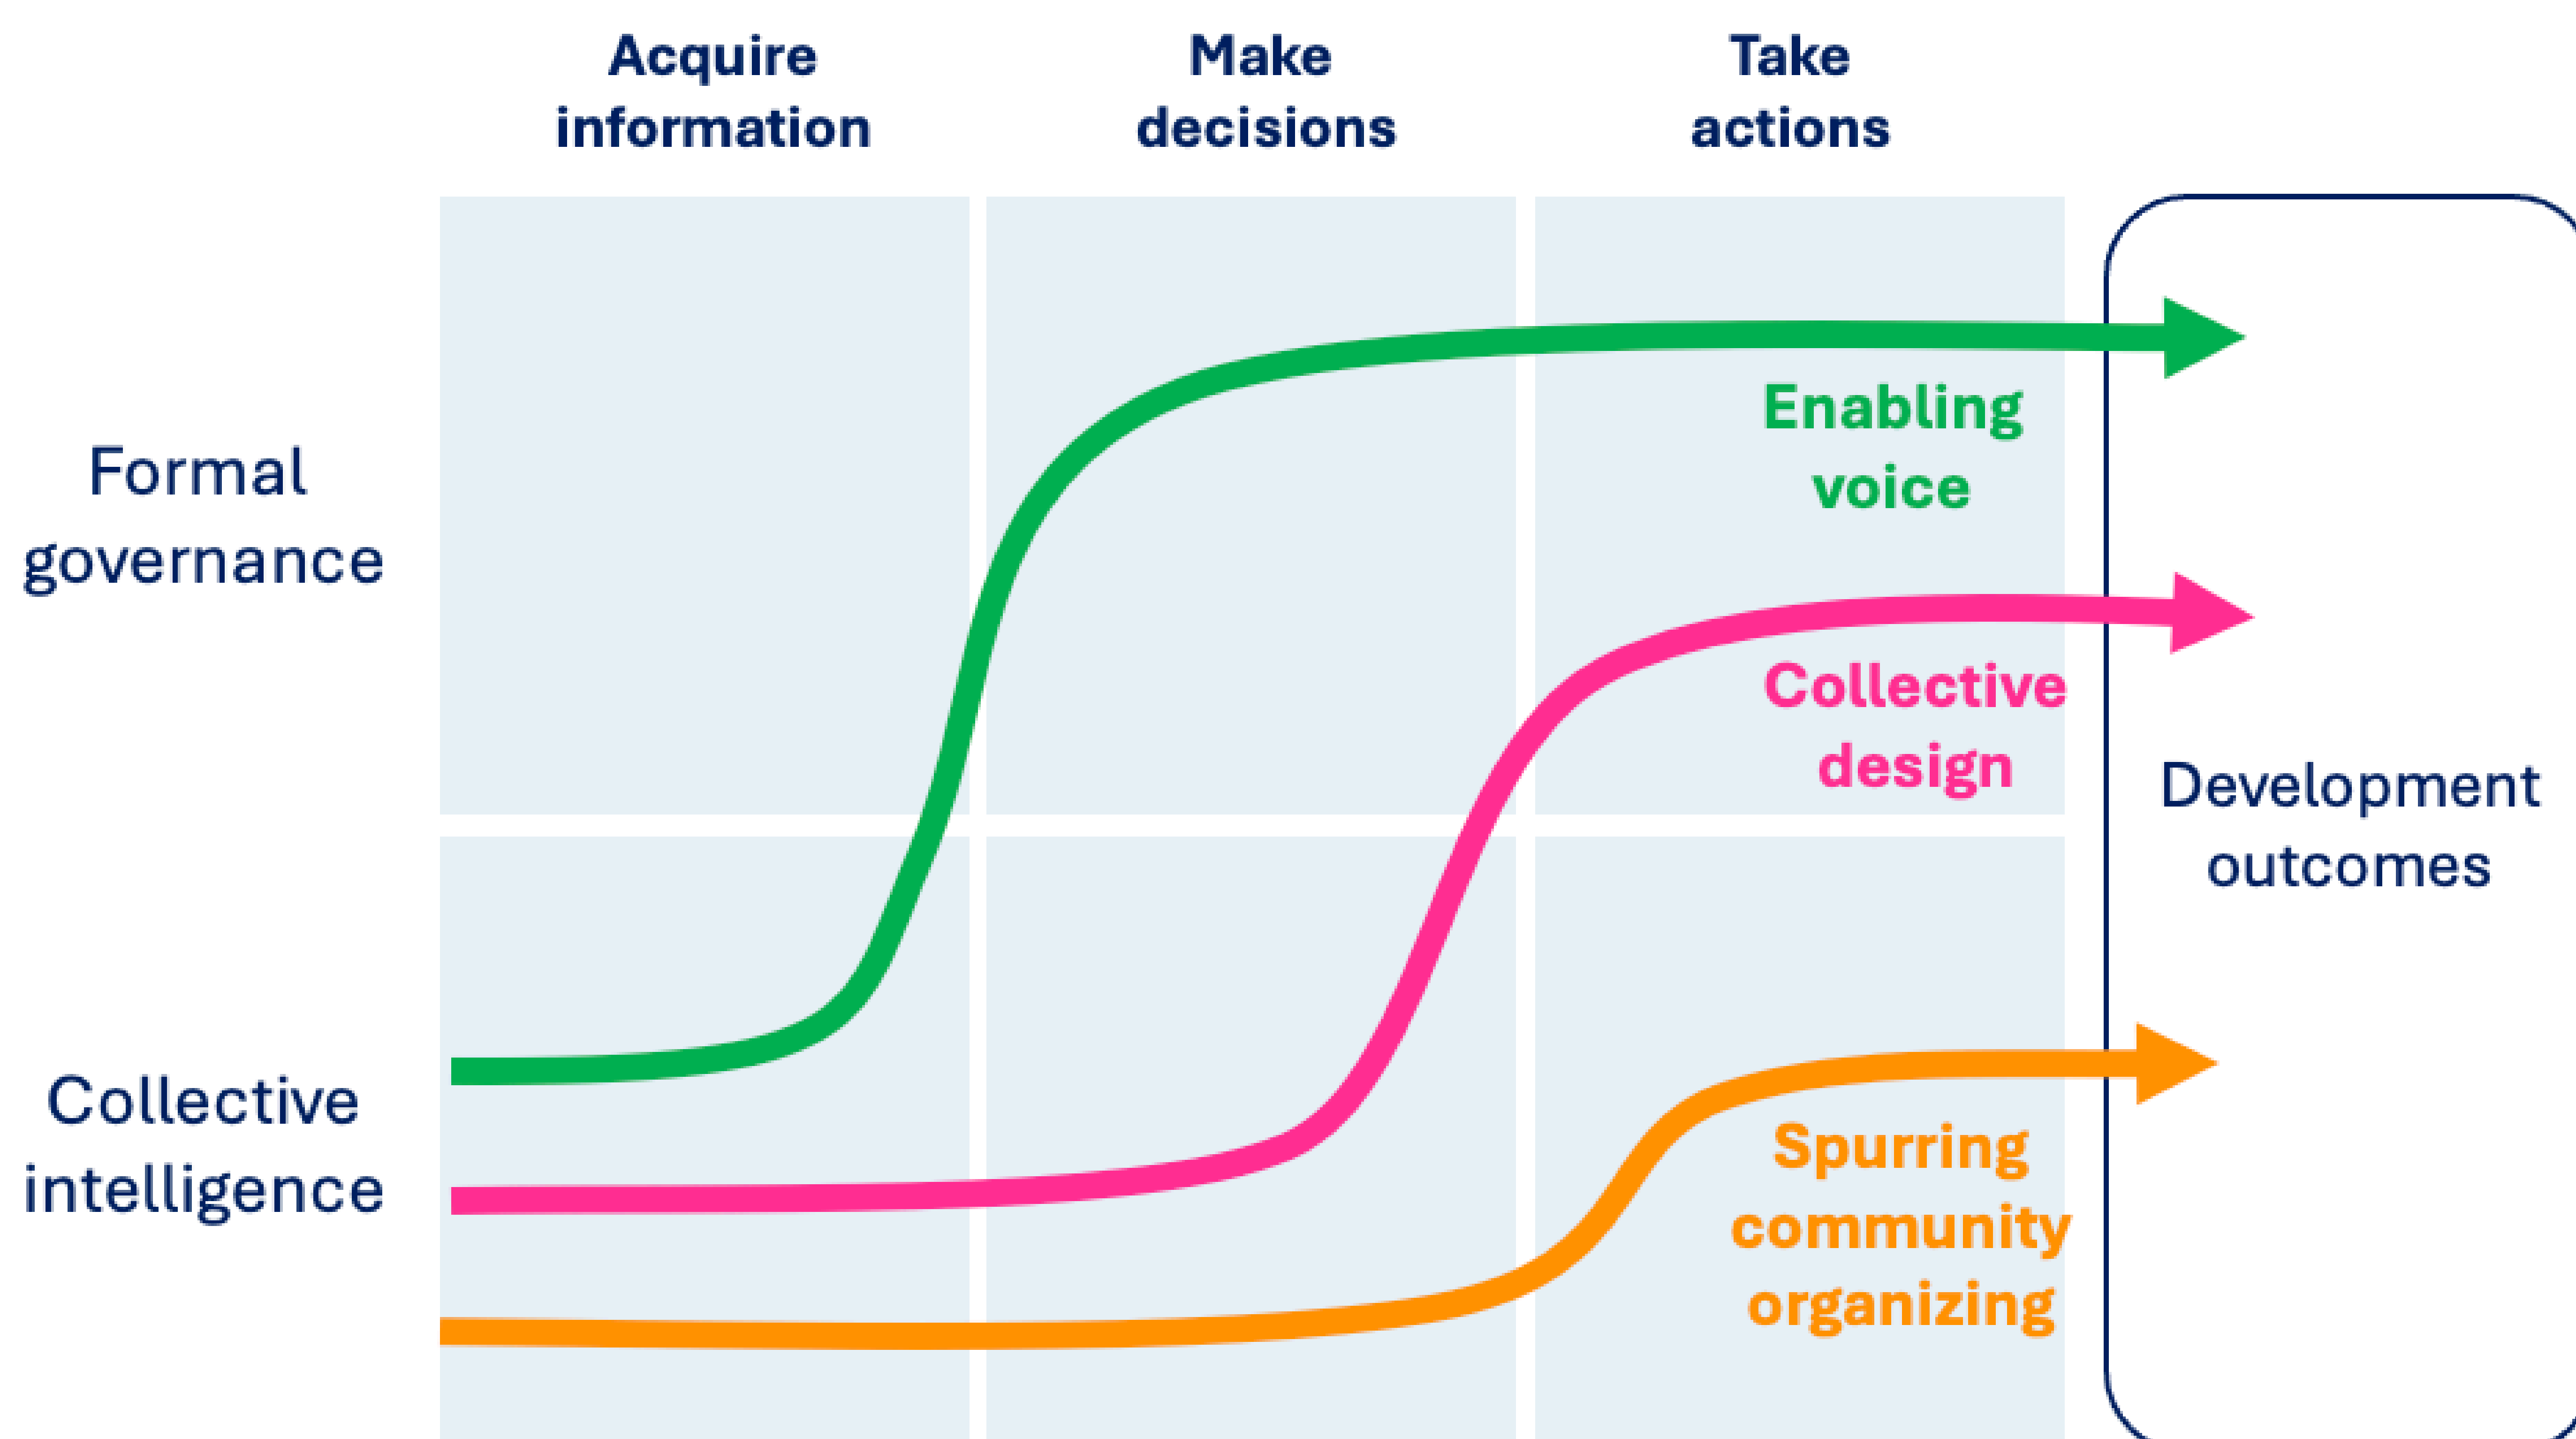 Acquire
information
Make
decisions
Take
actions
Formal
governance
Enabling
voice
Collective
design
Development
outcomes
Collective
intelligence
Spurring
community
organizing